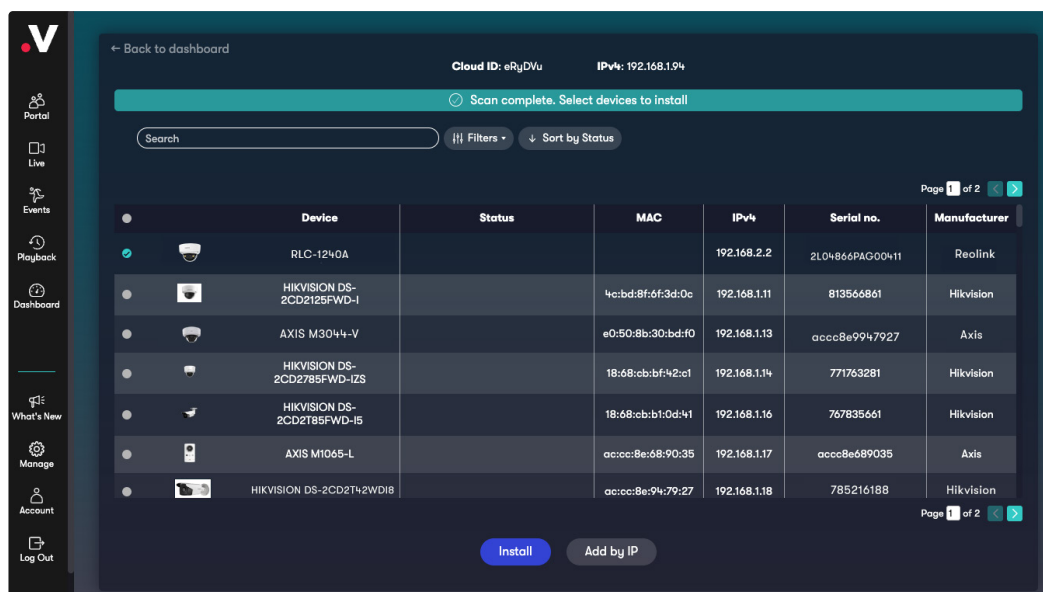 .V
← Back to dashboard
Cloud ID: eRyDVu IPv4: 192.168.1.94
Scan complete. Select devices to install
Search Filters ↓ Sort by Status
Page 1 of 2 < >
Device Status MAC IPv4 Serial no. Manufacturer
RLC-1240A 192.168.2.2 2L04866PAG00411 Reolink
HIKVISION DS-
2CD2125FWD-I 4c:bd:8f:6f:3d:0c 192.168.1.11 813566861 Hikvision
AXIS M3044-V e0:50:8b:30:bd:f0 192.168.1.13 accc8e9947927 Axis
HIKVISION DS-
2CD2785FWD-IZS 18:68:cb:bf:42:c1 192.168.1.14 771763281 Hikvision
HIKVISION DS-
2CD2T85FWD-I5 18:68:cb:b1:0d:41 192.168.1.16 767835661 Hikvision
AXIS M1065-L ac:cc:8e:68:90:35 192.168.1.17 accc8e689035 Axis
HIKVISION DS-2CD2T42WDI8 ac:cc:8e:94:79:27 192.168.1.18 785216188 Hikvision
Page 1 of 2 < >
Install Add by IP
Portal
Live
Events
Playback
Dashboard
What's New
Manage
Account
Log Out